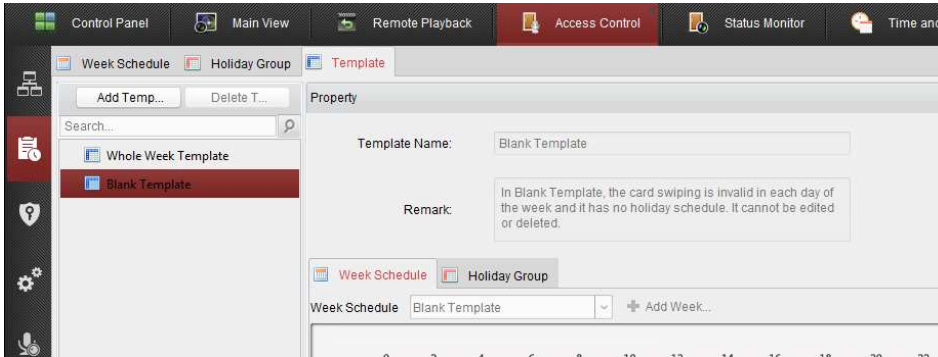 Control Panel Main View Remote Playback Access Control Status Monitor Time and
Week Schedule Holiday Group Template
Add Temp... Delete T...
Property
Search...
Whole Week Template
Blank Template
Template Name: Blank Template
Remark: In Blank Template, the card swiping is invalid in each day of
the week and it has no holiday schedule. It cannot be edited
or deleted.
Week Schedule Holiday Group
Week Schedule Blank Template Add Week...